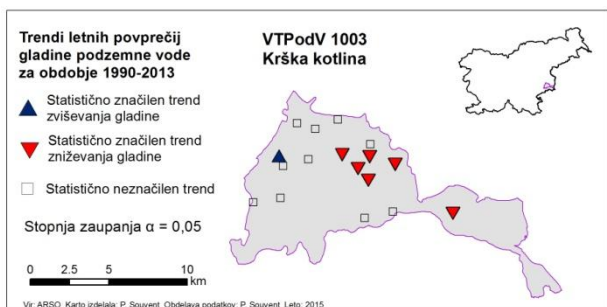 Trendi letnih povprečij
gladine podzemne vode
za obdobje 1990-2013
Statistično značilen trend
zviševanja gladine
Statistično značilen trend
zniževanja gladine
Statistično neznačilen trend
Stopnja zaupanja α = 0,05
0 2.5 5 10
km
VTPodV 1003
Krška kotlina
Vir: ARSO, Karto izdelala: P. Souvent, Obdelava podatkov: P. Souvent, Leto: 2015